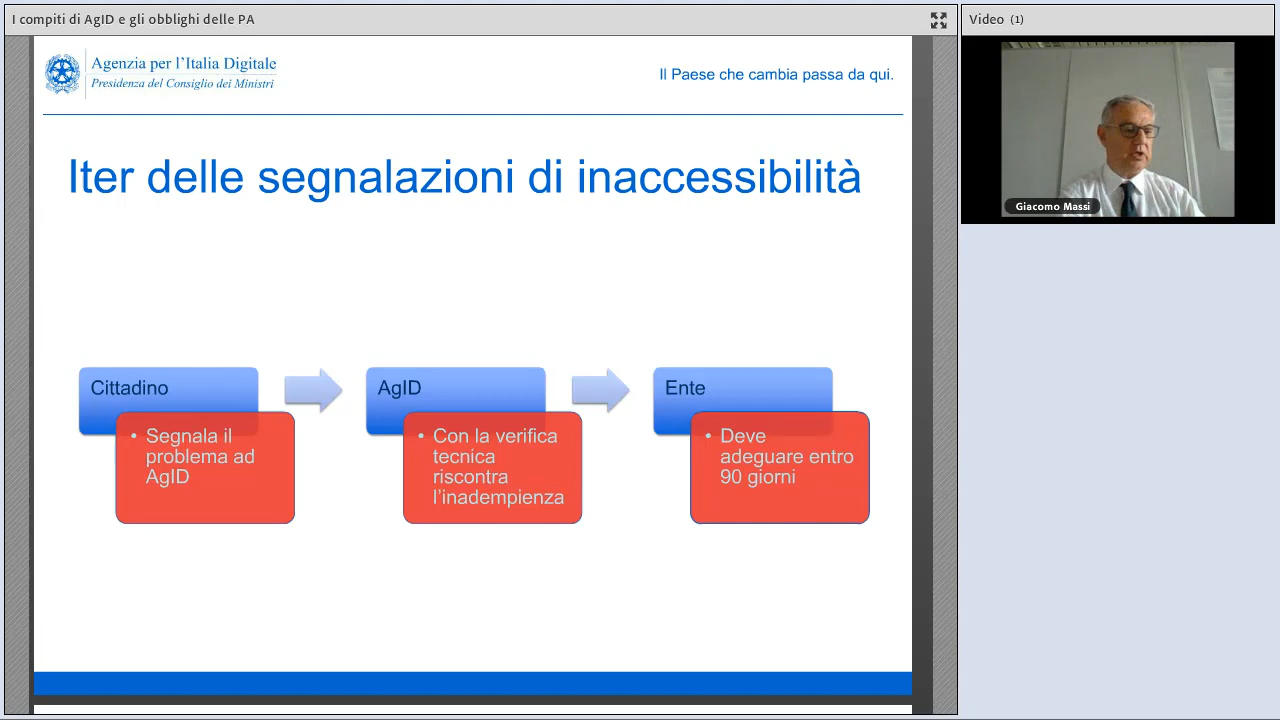 I compiti di AgID e gli obblighi delle PA
Video (1)
Agenzia per l'Italia Digitale
Presidenza del Consiglio dei Ministri
Il Paese che cambia passa da qui.
Giacomo Massi
Iter delle segnalazioni di inaccessibilità
Cittadino
• Segnala il
problema ad
AgID
AgID
• Con la verifica
tecnica
riscontra
l'inadempienza
Ente
• Deve
adeguare entro
90 giorni